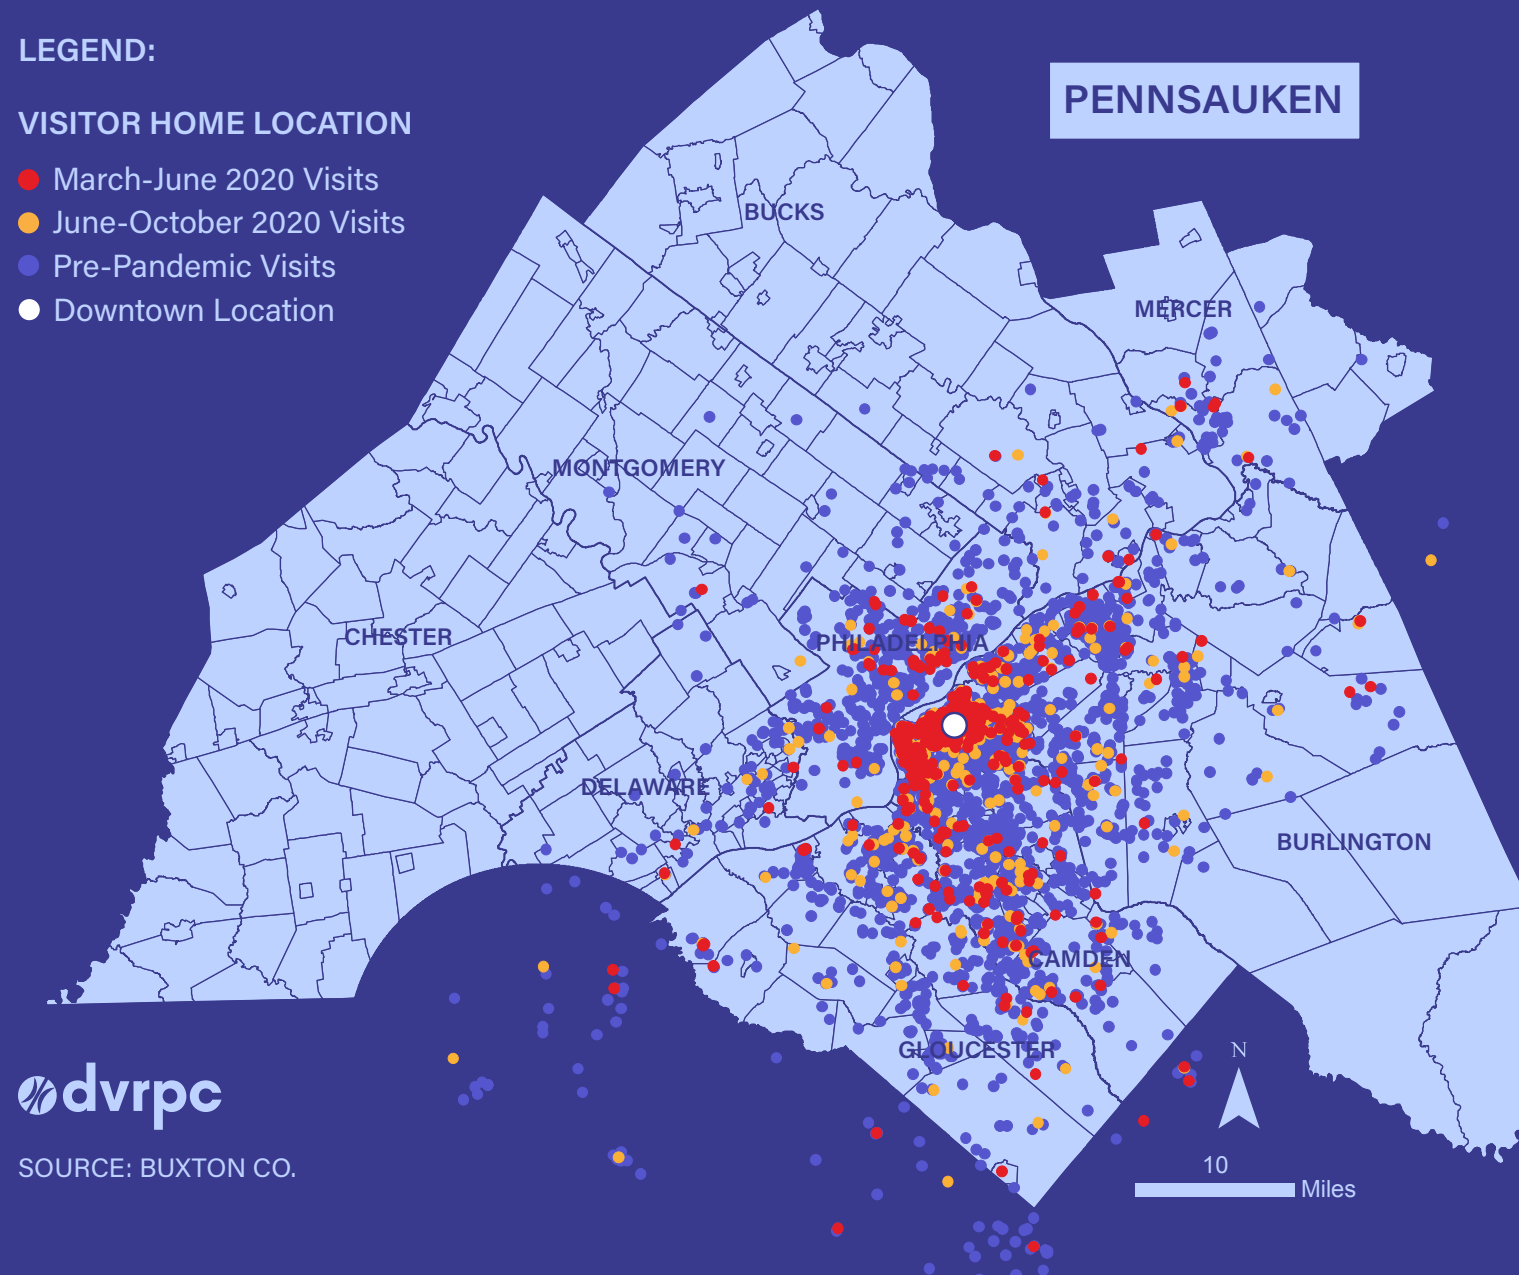 LEGEND:
VISITOR HOME LOCATION
March-June 2020 Visits
June-October 2020 Visits
Pre-Pandemic Visits
Downtown Location
PENNSAUKEN
BUCKS
MERCER
MONTGOMERY
CHESTER
PHILADELPHIA
DELAWARE
BURLINGTON
CAMDEN
GLOUCESTER
N
dvrpc
SOURCE: BUXTON CO.
10
Miles